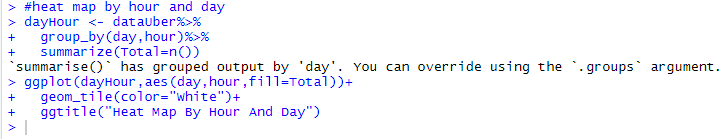 > #heat map by hour and day
> dayHour <- dataUber%>%
+   group_by(day,hour)%>%
+   summarize(Total=n())
`summarise()` has grouped output by 'day'. You can override using the `.groups` argument.
> ggplot(dayHour,aes(day,hour,fill=Total))+
+   geom_tile(color="White")+
+   ggtitle("Heat Map By Hour And Day")
>